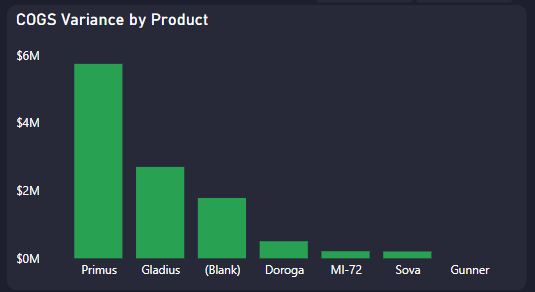 COGS Variance by Product
$6M
$4M
$2M
$0M
Primus Gladius (Blank) Doroga MI-72 Sova Gunner